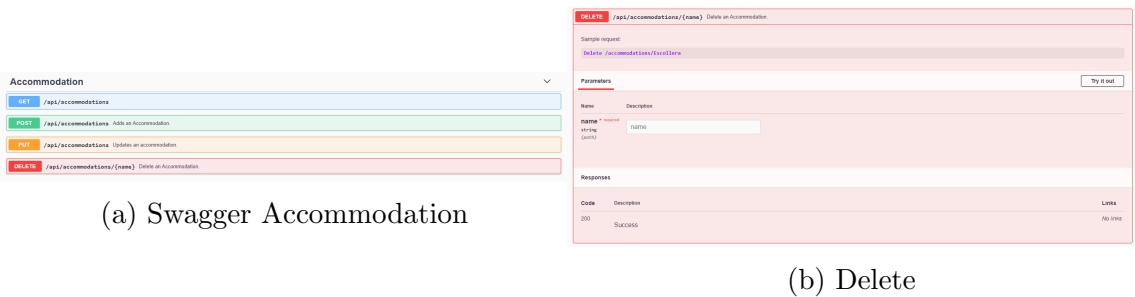 Accommodation
GET /api/accommodations
POST /api/accommodations Adds an Accommodation.
PUT /api/accommodations Updates an accommodation.
DELETE /api/accommodations/{name} Delete an Accommodation.
(a) Swagger Accommodation
DELETE /api/accommodations/{name} Delete an Accommodation.
Sample request:
Delete /accommodations/Escollera
Parameters Try it out
Name Description
name * required
string
(path)
name
Responses
Code Description Links
200 Success No links
(b) Delete